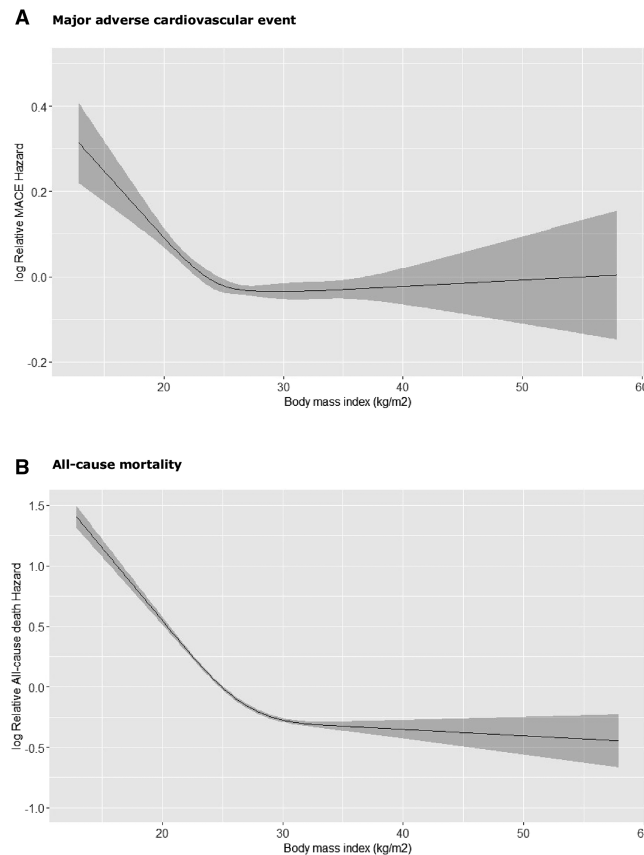 A Major adverse cardiovascular event
0.4
0.2
0.0
-0.2
log Relative MACE Hazard
20 30 40 50 60
Body mass index (kg/m2)
B All-cause mortality
1.5
1.0
0.5
0.0
-0.5
-1.0
log Relative All-cause death Hazard
20 30 40 50 6
Body mass index (kg/m2)